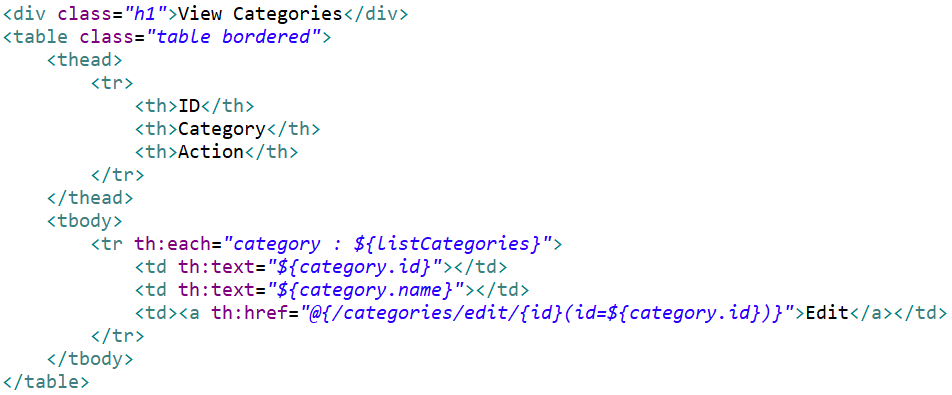 <div class="h1">View Categories</div>
<table class="table bordered">
    <thead>
        <tr>
            <th>ID</th>
            <th>Category</th>
            <th>Action</th>
        </tr>
    </thead>
    <tbody>
        <tr th:each="category : ${listCategories}">
            <td th:text="${category.id}"></td>
            <td th:text="${category.name}"></td>
            <td><a th:href="@{/categories/edit/{id}(id=${category.id})}">Edit</a></td>
        </tr>
    </tbody>
</table>